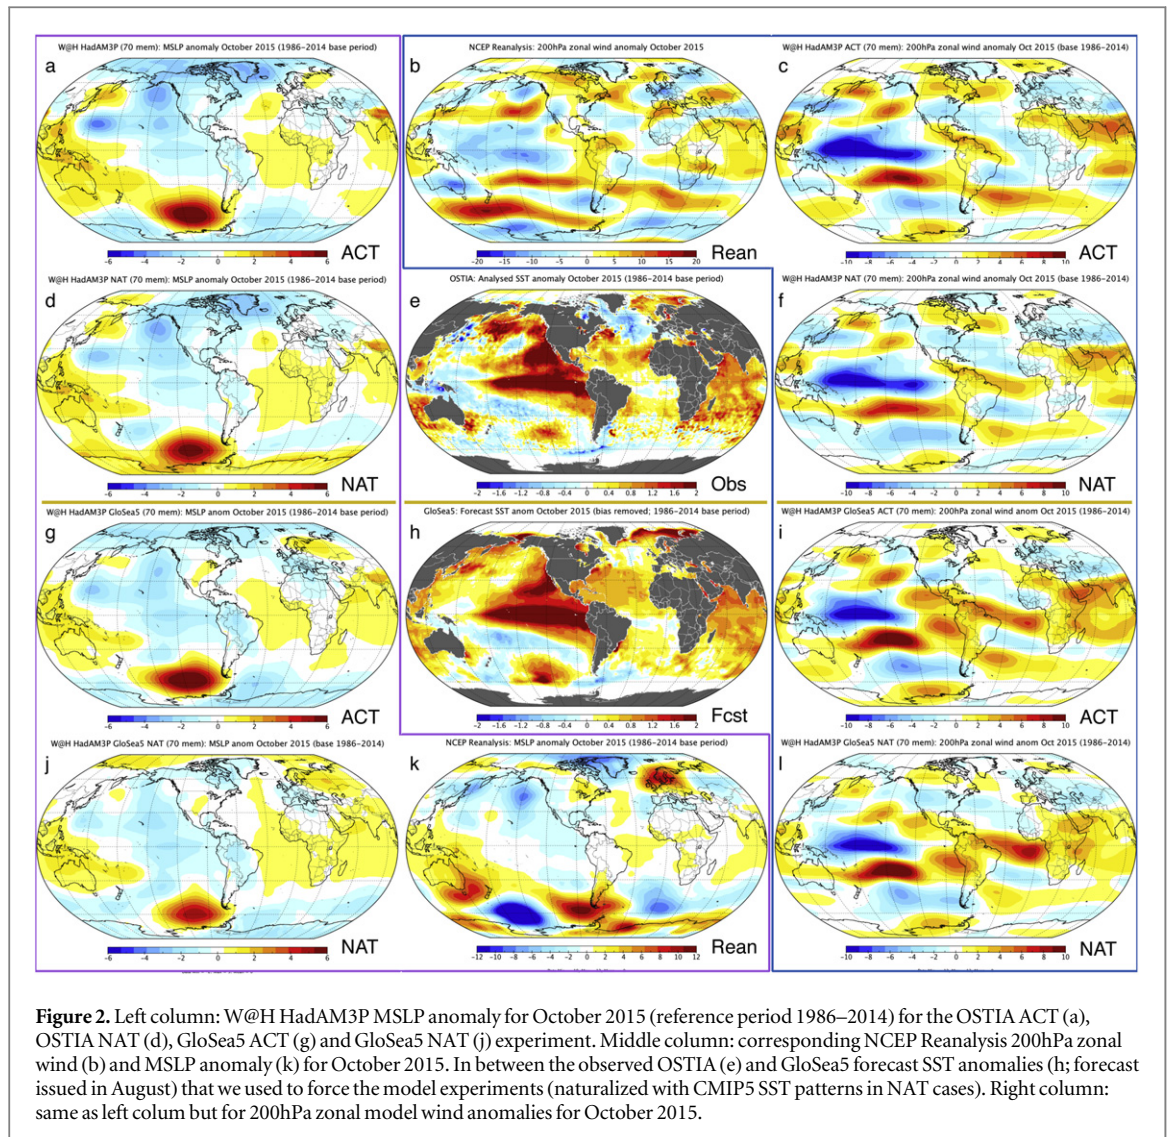 W@H HadAM3P (70 mem): MSLP anomaly October 2015 (1986-2014 base period)
a
-6 -4 -2 0 2 4 6
ACT
NCEP Reanalysis: 200hPa zonal wind anomaly October 2015
b
-20 -15 -10 -5 0 5 10 15 20
Rean
W@H HadAM3P ACT (70 mem): 200hPa zonal wind anomaly Oct 2015 (base 1986-2014)
c
-10 -8 -6 -4 -2 0 2 4 6 8 10
ACT
W@H HadAM3P NAT (70 mem): MSLP anomaly October 2015 (1986-2014 base period)
d
-6 -4 -2 0 2 4 6
NAT
OSTIA: Analysed SST anomaly October 2015 (1986-2014 base period)
e
-2 -1.6 -1.2 -0.8 -0.4 0 0.4 0.8 1.2 1.6 2
Obs
W@H HadAM3P NAT (70 mem): 200hPa zonal wind anomaly Oct 2015 (base 1986-2014)
f
-10 -8 -6 -4 -2 0 2 4 6 8 10
NAT
W@H HadAM3P GloSea5 (70 mem): MSLP anom October 2015 (1986-2014 base period)
g
-6 -4 -2 0 2 4 6
ACT
GloSea5: Forecast SST anom October 2015 (bias removed; 1986-2014 base period)
h
-2 -1.6 -1.2 -0.8 -0.4 0 0.4 0.8 1.2 1.6 2
Fcst
W@H HadAM3P GloSea5 ACT (70 mem): 200hPa zonal wind anom Oct 2015 (1986-2014)
i
-10 -8 -6 -4 -2 0 2 4 6 8 10
ACT
W@H HadAM3P GloSea5 NAT (70 mem): MSLP anom October 2015 (base 1986-2014)
j
-6 -4 -2 0 2 4 6
NAT
NCEP Reanalysis: MSLP anomaly October 2015 (1986-2014 base period)
k
-12 -10 -8 -6 -4 -2 0 2 4 6 8 10 12
Rean
W@H HadAM3P GloSea5 NAT (70 mem): 200hPa zonal wind anom Oct 2015 (1986-2014)
l
-10 -8 -6 -4 -2 0 2 4 6 8 10
NAT
Figure 2. Left column: W@H HadAM3P MSLP anomaly for October 2015 (reference period 1986–2014) for the OSTIA ACT (a),
OSTIA NAT (d), GloSea5 ACT (g) and GloSea5 NAT (j) experiment. Middle column: corresponding NCEP Reanalysis 200hPa zonal
wind (b) and MSLP anomaly (k) for October 2015. In between the observed OSTIA (e) and GloSea5 forecast SST anomalies (h; forecast
issued in August) that we used to force the model experiments (naturalized with CMIP5 SST patterns in NAT cases). Right column:
same as left colum but for 200hPa zonal model wind anomalies for October 2015.